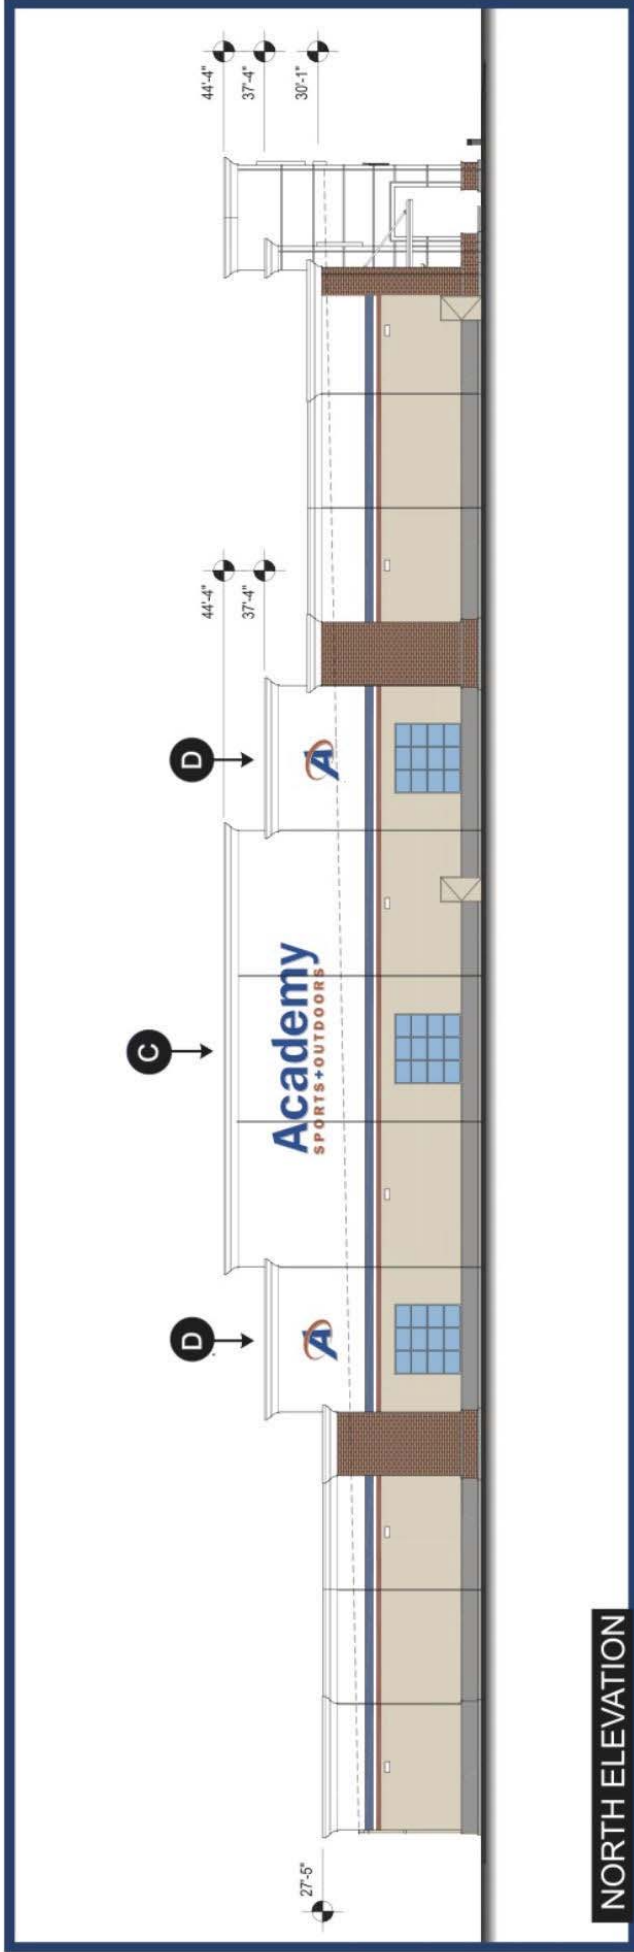 C
D D
44'-4" 44'-4"
37'-4" 37'-4"
30'-1"
27'-5"
A Academy A
SPORTS+OUTDOORS
NORTH ELEVATION